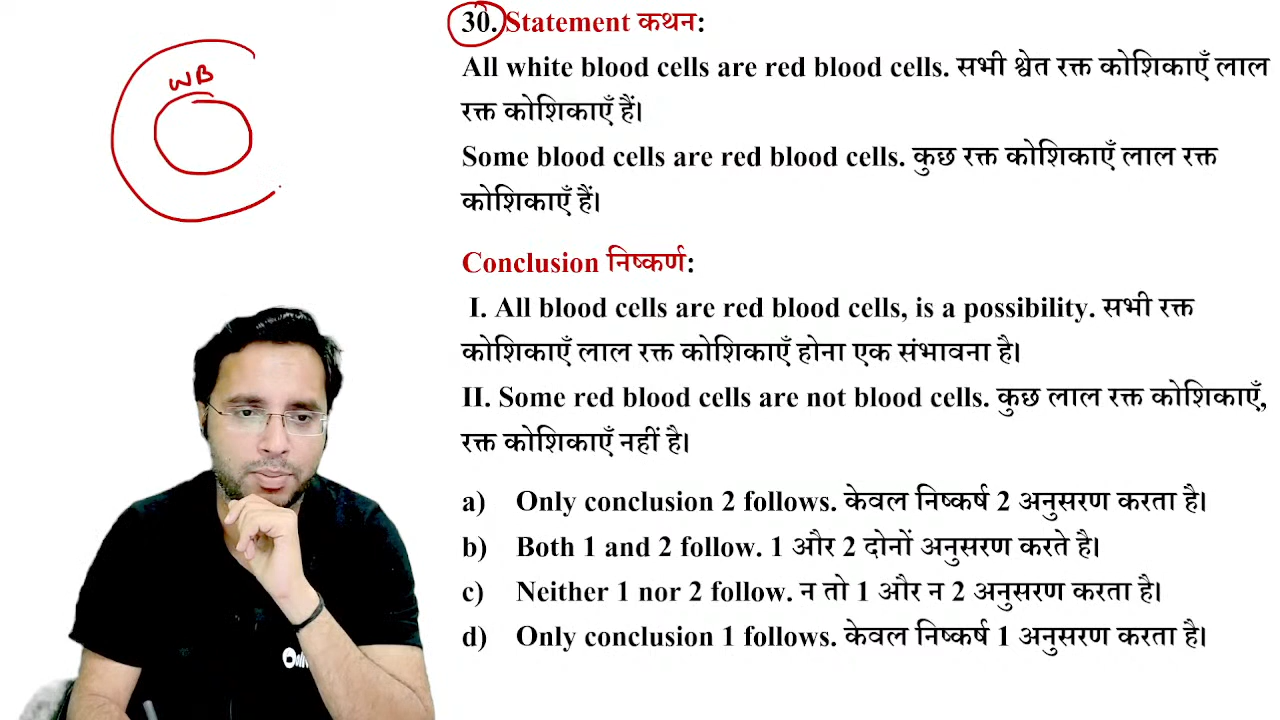 30. Statement कथन:
WB
All white blood cells are red blood cells. सभी श्वेत रक्त कोशिकाएँ लाल
रक्त कोशिकाएँ हैं।
Some blood cells are red blood cells. कुछ रक्त कोशिकाएँ लाल रक्त
कोशिकाएँ हैं।
Conclusion निष्कर्ण:
I. All blood cells are red blood cells, is a possibility. सभी रक्त
कोशिकाएँ लाल रक्त कोशिकाएँ होना एक संभावना है।
II. Some red blood cells are not blood cells. कुछ लाल रक्त कोशिकाएँ,
रक्त कोशिकाएँ नहीं है।
a) Only conclusion 2 follows. केवल निष्कर्ष 2 अनुसरण करता है।
b) Both 1 and 2 follow. 1 और 2 दोनों अनुसरण करते है।
c) Neither 1 nor 2 follow. न तो 1 और न 2 अनुसरण करता है।
d) Only conclusion 1 follows. केवल निष्कर्ष 1 अनुसरण करता है।